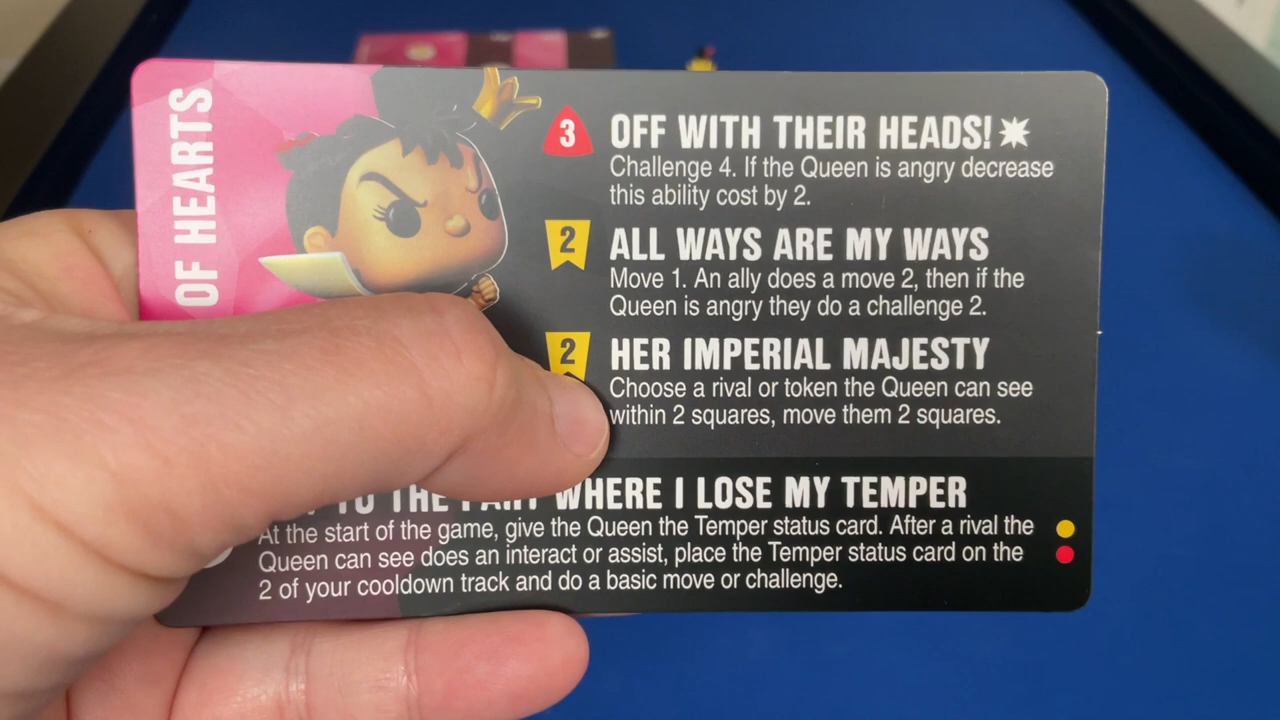 OF HEARTS
3 OFF WITH THEIR HEADS!
Challenge 4. If the Queen is angry decrease
this ability cost by 2.
2 ALL WAYS ARE MY WAYS
Move 1. An ally does a move 2, then if the
Queen is angry they do a challenge 2.
2 HER IMPERIAL MAJESTY
Choose a rival or token the Queen can see
within 2 squares, move them 2 squares.
TO THE PART WHERE I LOSE MY TEMPER
At the start of the game, give the Queen the Temper status card. After a rival the
Queen can see does an interact or assist, place the Temper status card on the
2 of your cooldown track and do a basic move or challenge.